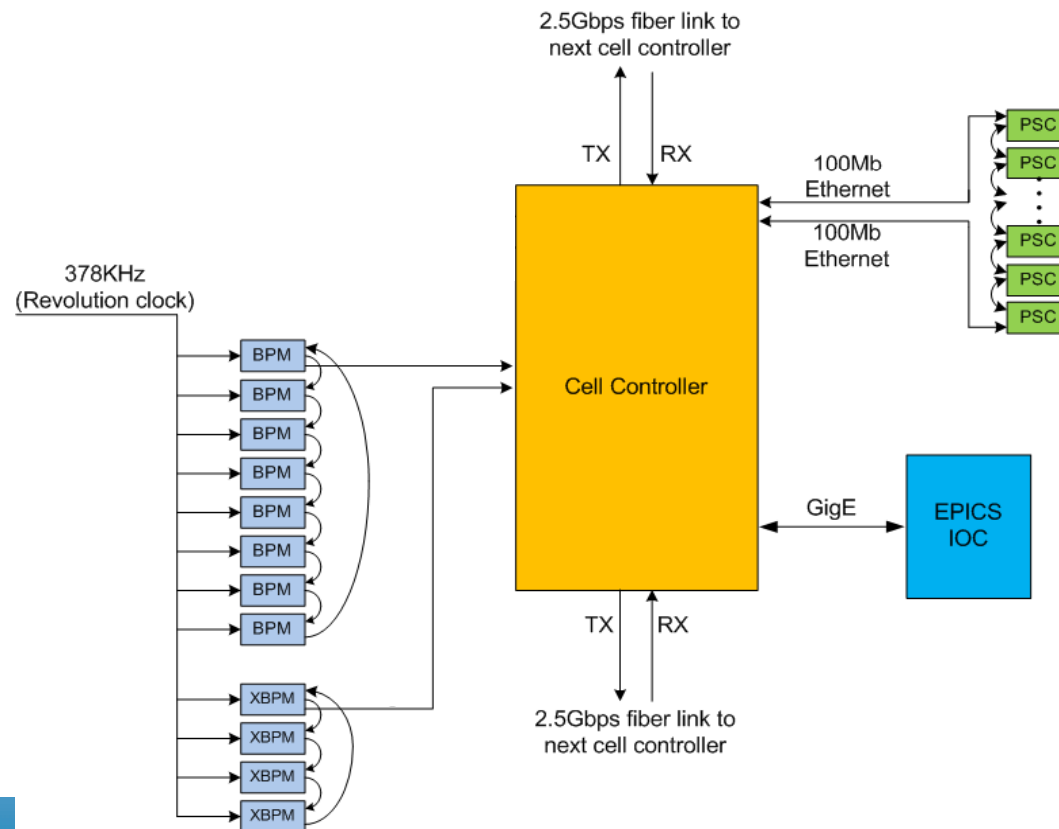 2.5Gbps fiber link to
next cell controller
TX
RX
100Mb
Ethernet
100Mb
Ethernet
PSC
PSC
PSC
PSC
PSC
378KHz
(Revolution clock)
BPM
BPM
BPM
BPM
BPM
BPM
BPM
BPM
XBPM
XBPM
XBPM
XBPM
Cell Controller
GigE
EPICS
IOC
TX
RX
2.5Gbps fiber link to
next cell controller